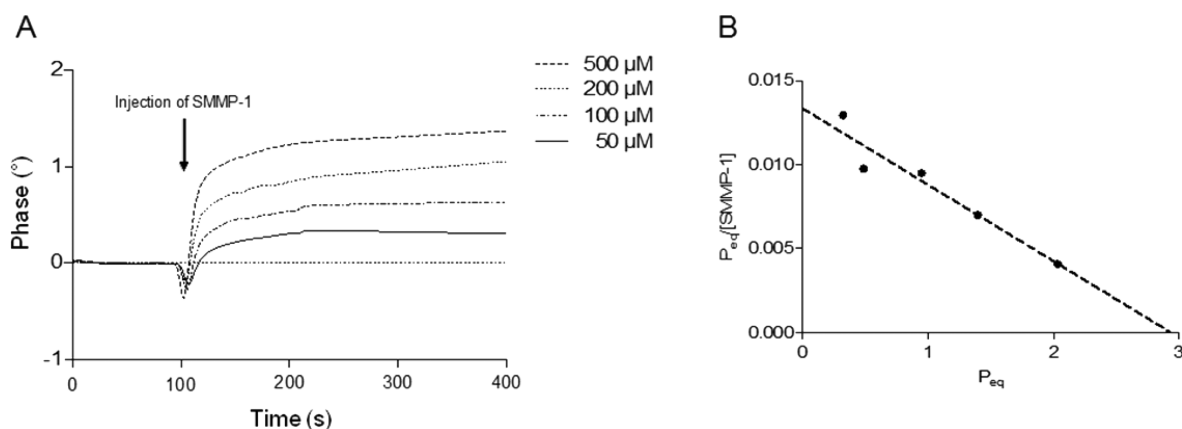 A
2
1
0
-1
Phase (°)
Injection of SMMP-1
500 µM
200 µM
100 µM
50 µM
0
100
200
300
400
Time (s)
B
0.015
0.010
0.005
0.000
Peq/[SMMP-1]
0
1
2
3
Peq